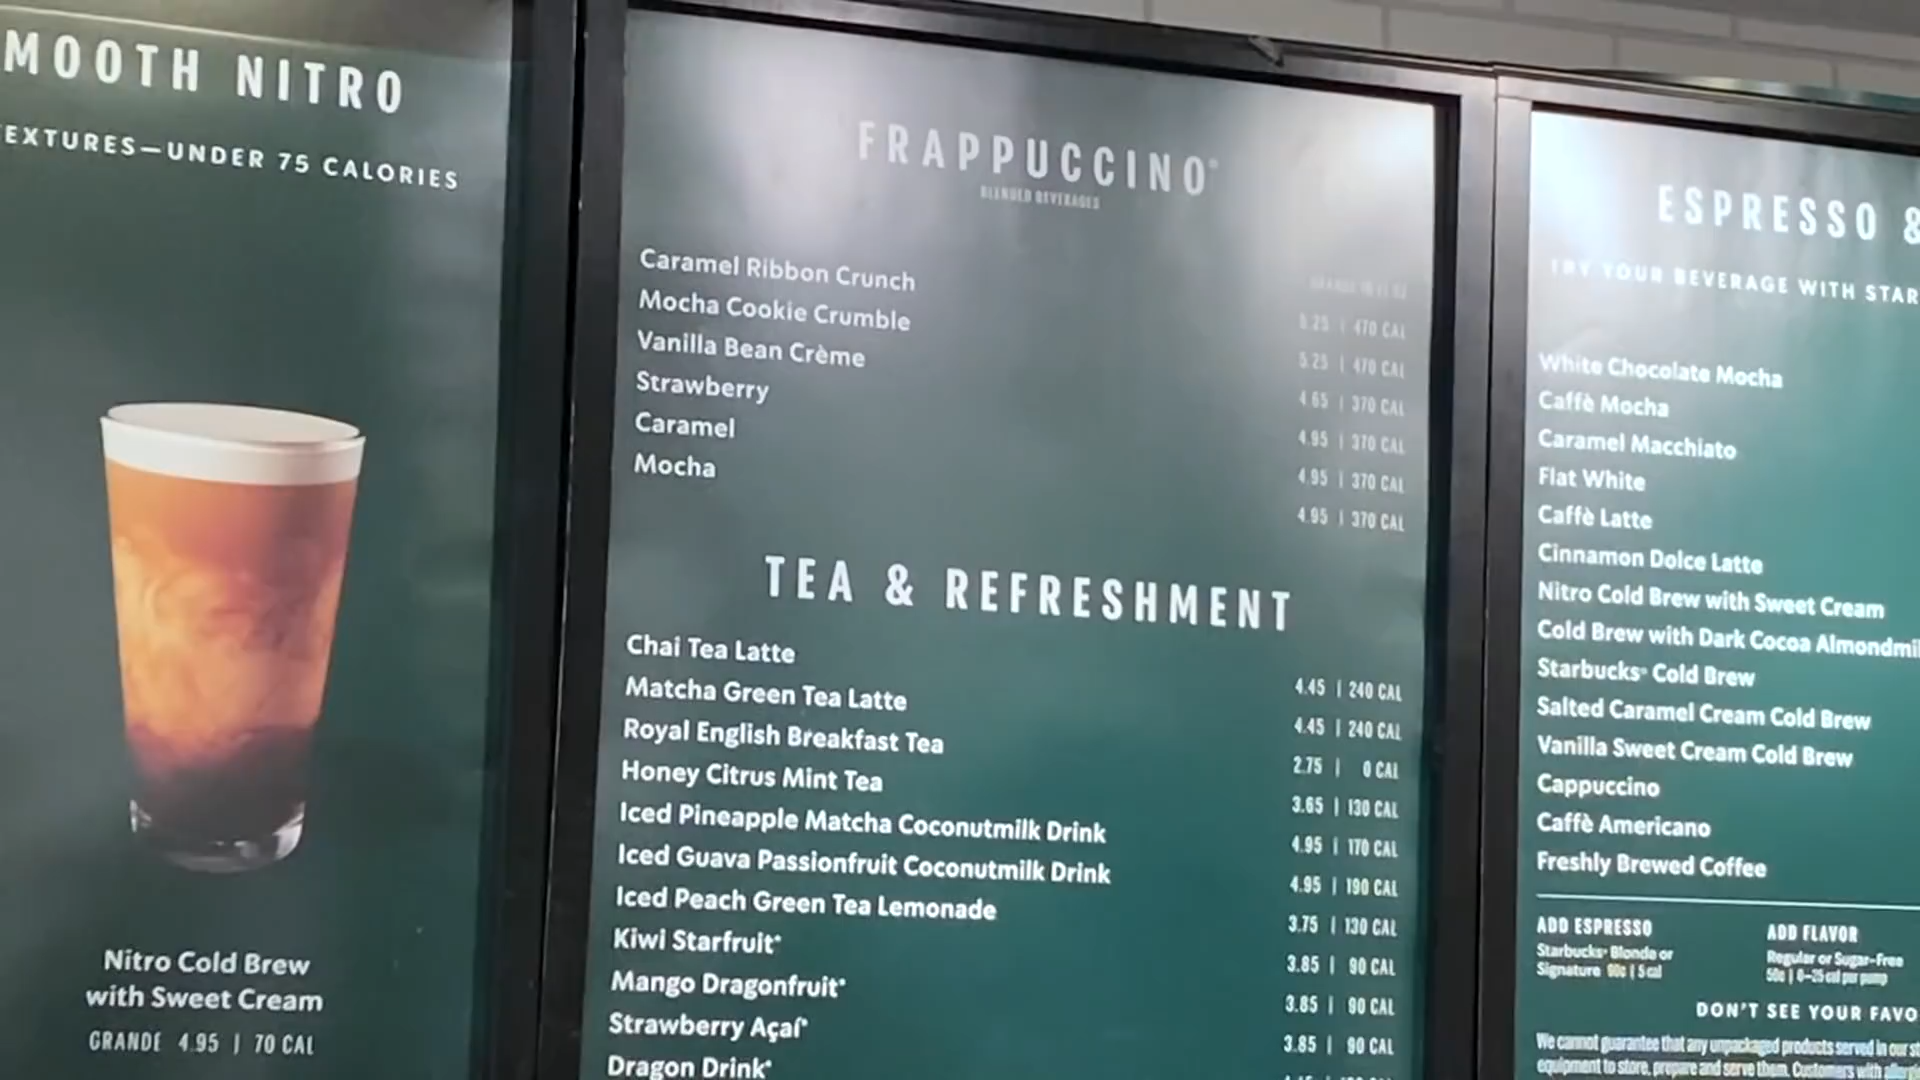 MOOTH NITRO
EXTURES—UNDER 75 CALORIES
Nitro Cold Brew
with Sweet Cream
GRANDE 4.95 | 70 CAL
FRAPPUCCINO®
BLENDED BEVERAGES
Caramel Ribbon Crunch 5.25 | 470 CAL
Mocha Cookie Crumble 5.25 | 470 CAL
Vanilla Bean Crème 4.65 | 370 CAL
Strawberry 4.95 | 370 CAL
Caramel 4.95 | 370 CAL
Mocha 4.95 | 370 CAL
TEA & REFRESHMENT
Chai Tea Latte 4.45 | 240 CAL
Matcha Green Tea Latte 4.45 | 240 CAL
Royal English Breakfast Tea 2.75 | 0 CAL
Honey Citrus Mint Tea 3.65 | 130 CAL
Iced Pineapple Matcha Coconutmilk Drink 4.95 | 170 CAL
Iced Guava Passionfruit Coconutmilk Drink 4.95 | 190 CAL
Iced Peach Green Tea Lemonade 3.75 | 130 CAL
Kiwi Starfruit* 3.85 | 90 CAL
Mango Dragonfruit* 3.85 | 90 CAL
Strawberry Açaí* 3.85 | 90 CAL
Dragon Drink*
ESPRESSO &
TRY YOUR BEVERAGE WITH STAR
White Chocolate Mocha
Caffè Mocha
Caramel Macchiato
Flat White
Caffè Latte
Cinnamon Dolce Latte
Nitro Cold Brew with Sweet Cream
Cold Brew with Dark Cocoa Almondmil
Starbucks® Cold Brew
Salted Caramel Cream Cold Brew
Vanilla Sweet Cream Cold Brew
Cappuccino
Caffè Americano
Freshly Brewed Coffee
ADD ESPRESSO
Starbucks® Blonde or
Signature 90c | 5 cal
ADD FLAVOR
Regular or Sugar-Free
50c | 0–25 cal per pump
DON'T SEE YOUR FAVO
We cannot guarantee that any unpackaged products served in our st
equipment to store, prepare and serve them. Customers with allergi